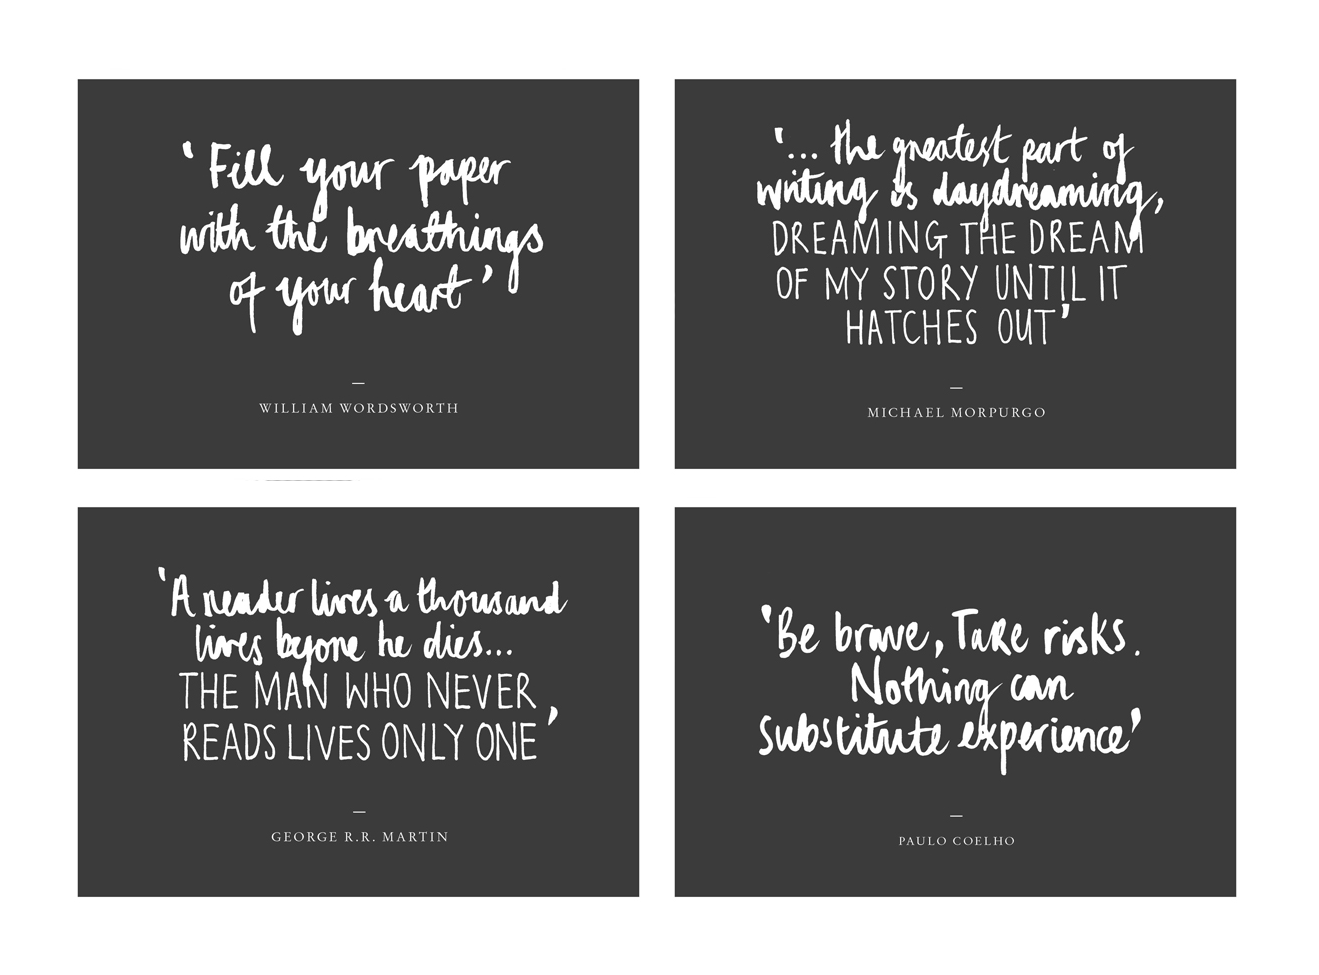 ‘Fill your paper
with the breathings
of your heart’
—
WILLIAM WORDSWORTH
‘... the greatest part of
writing is daydreaming,
DREAMING THE DREAM
OF MY STORY UNTIL IT
HATCHES OUT’
—
MICHAEL MORPURGO
‘A reader lives a thousand
lives before he dies...
THE MAN WHO NEVER
READS LIVES ONLY ONE’
—
GEORGE R.R. MARTIN
‘Be brave, Take risks.
Nothing can
substitute experience’
—
PAULO COELHO